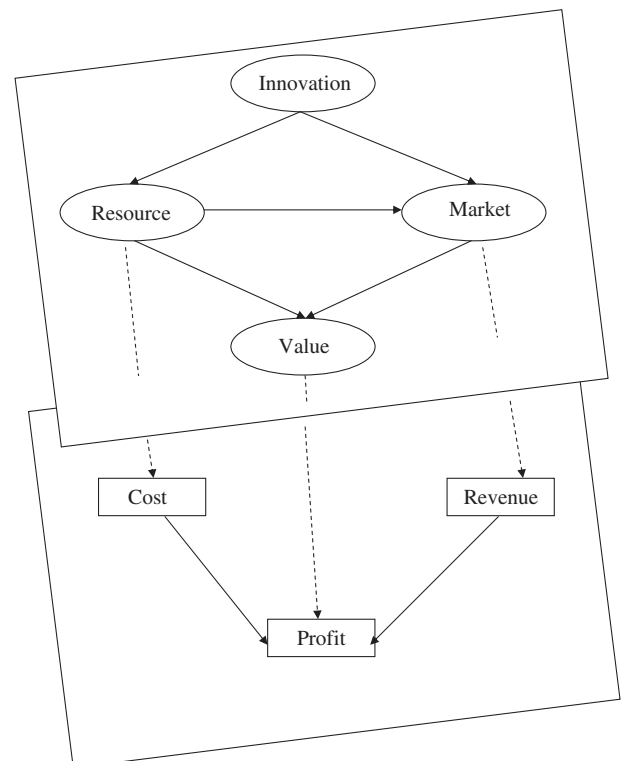 Innovation
Resource
Market
Value
Cost
Revenue
Profit